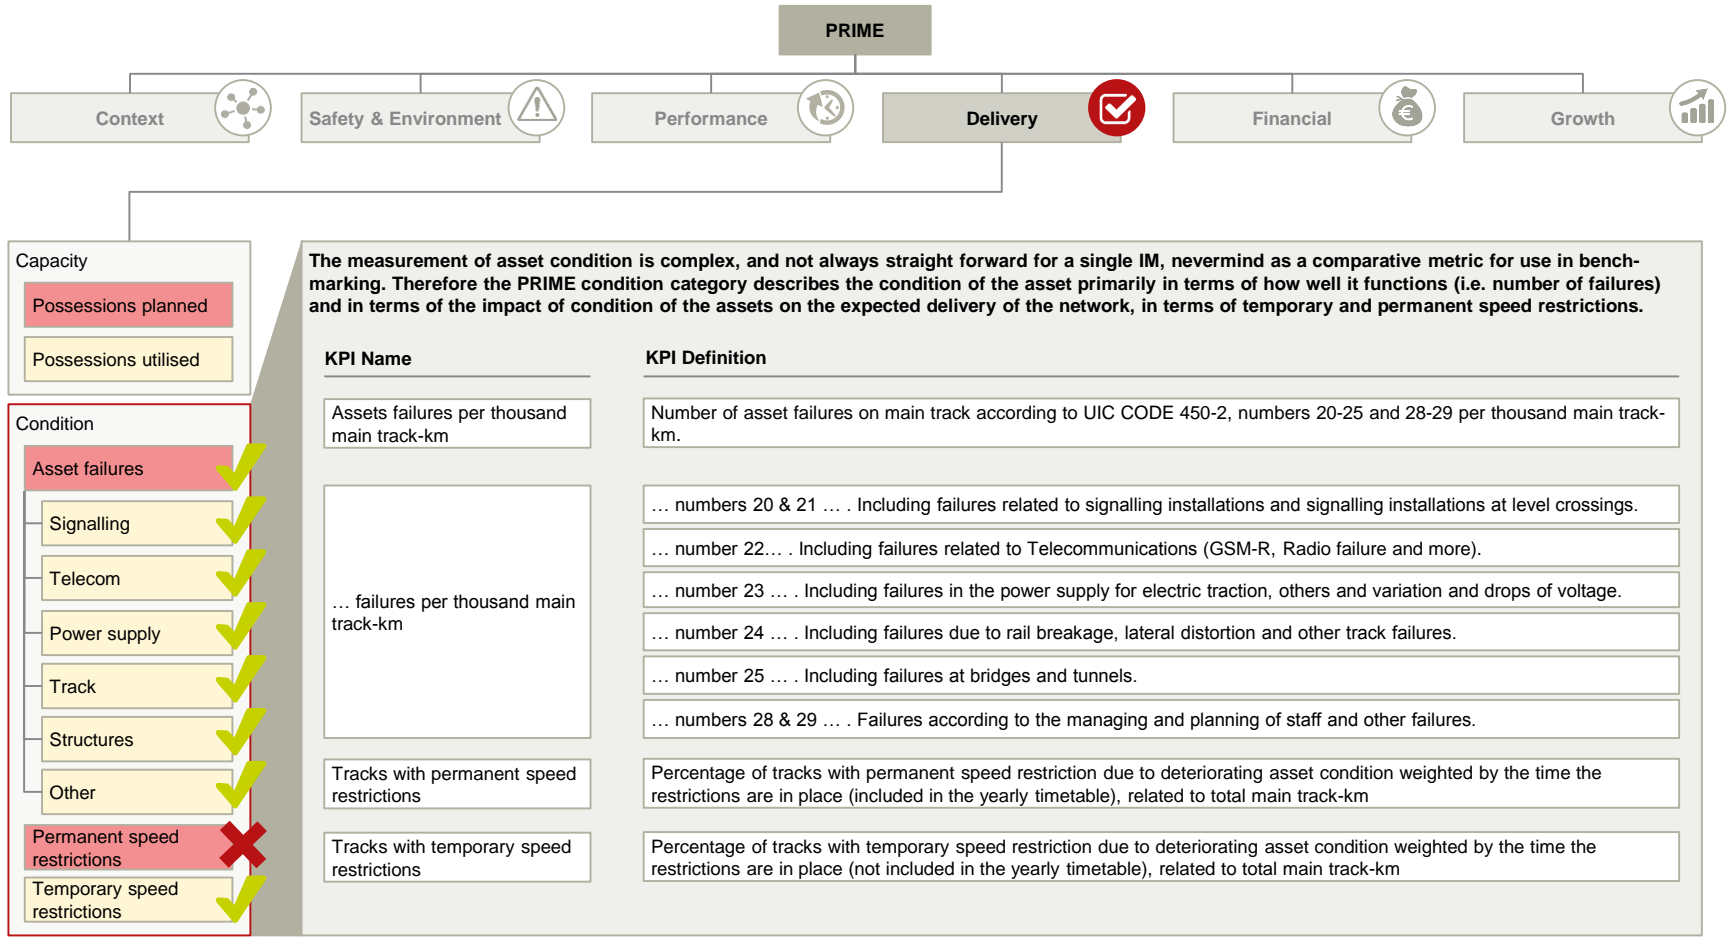 PRIME
Context
Safety & Environment
Performance
Delivery
Financial
€
Growth
Capacity
Possessions planned
Possessions utilised
Condition
Asset failures
Signalling
Telecom
Power supply
Track
Structures
Other
Permanent speed
restrictions
Temporary speed
restrictions
The measurement of asset condition is complex, and not always straight forward for a single IM, nevermind as a comparative metric for use in bench-
marking. Therefore the PRIME condition category describes the condition of the asset primarily in terms of how well it functions (i.e. number of failures)
and in terms of the impact of condition of the assets on the expected delivery of the network, in terms of temporary and permanent speed restrictions.
KPI Name
KPI Definition
Assets failures per thousand
main track-km
Number of asset failures on main track according to UIC CODE 450-2, numbers 20-25 and 28-29 per thousand main track-
km.
… failures per thousand main
track-km
… numbers 20 & 21 … . Including failures related to signalling installations and signalling installations at level crossings.
… number 22… . Including failures related to Telecommunications (GSM-R, Radio failure and more).
… number 23 … . Including failures in the power supply for electric traction, others and variation and drops of voltage.
… number 24 … . Including failures due to rail breakage, lateral distortion and other track failures.
… number 25 … . Including failures at bridges and tunnels.
… numbers 28 & 29 … . Failures according to the managing and planning of staff and other failures.
Tracks with permanent speed
restrictions
Percentage of tracks with permanent speed restriction due to deteriorating asset condition weighted by the time the
restrictions are in place (included in the yearly timetable), related to total main track-km
Tracks with temporary speed
restrictions
Percentage of tracks with temporary speed restriction due to deteriorating asset condition weighted by the time the
restrictions are in place (not included in the yearly timetable), related to total main track-km